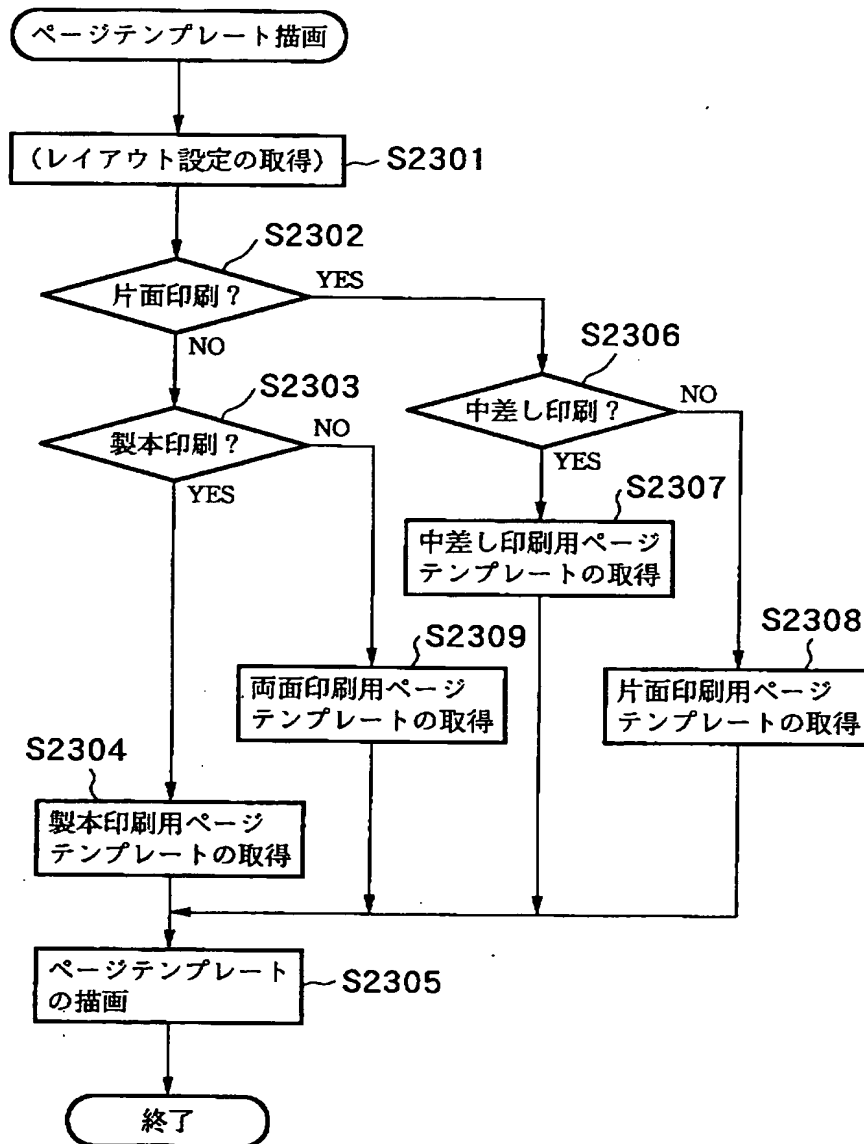 ページテンプレート描画
(レイアウト設定の取得)
S2301
S2302
片面印刷?
YES
NO
S2306
中差し印刷?
NO
YES
S2303
製本印刷?
NO
YES
S2307
中差し印刷用ページ
テンプレートの取得
S2308
片面印刷用ページ
テンプレートの取得
S2309
両面印刷用ページ
テンプレートの取得
S2304
製本印刷用ページ
テンプレートの取得
ページテンプレート
の描画
S2305
終了